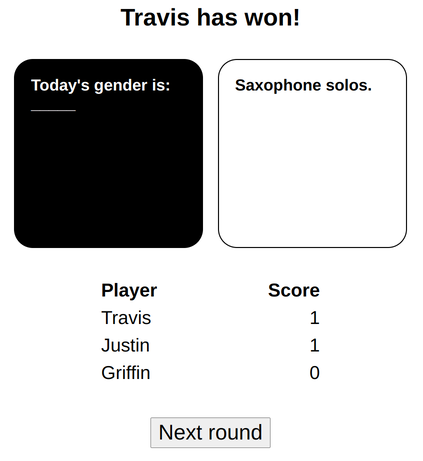 Travis has won!
Today's gender is:
______
Saxophone solos.
Player Score
Travis 1
Justin 1
Griffin 0
Next round